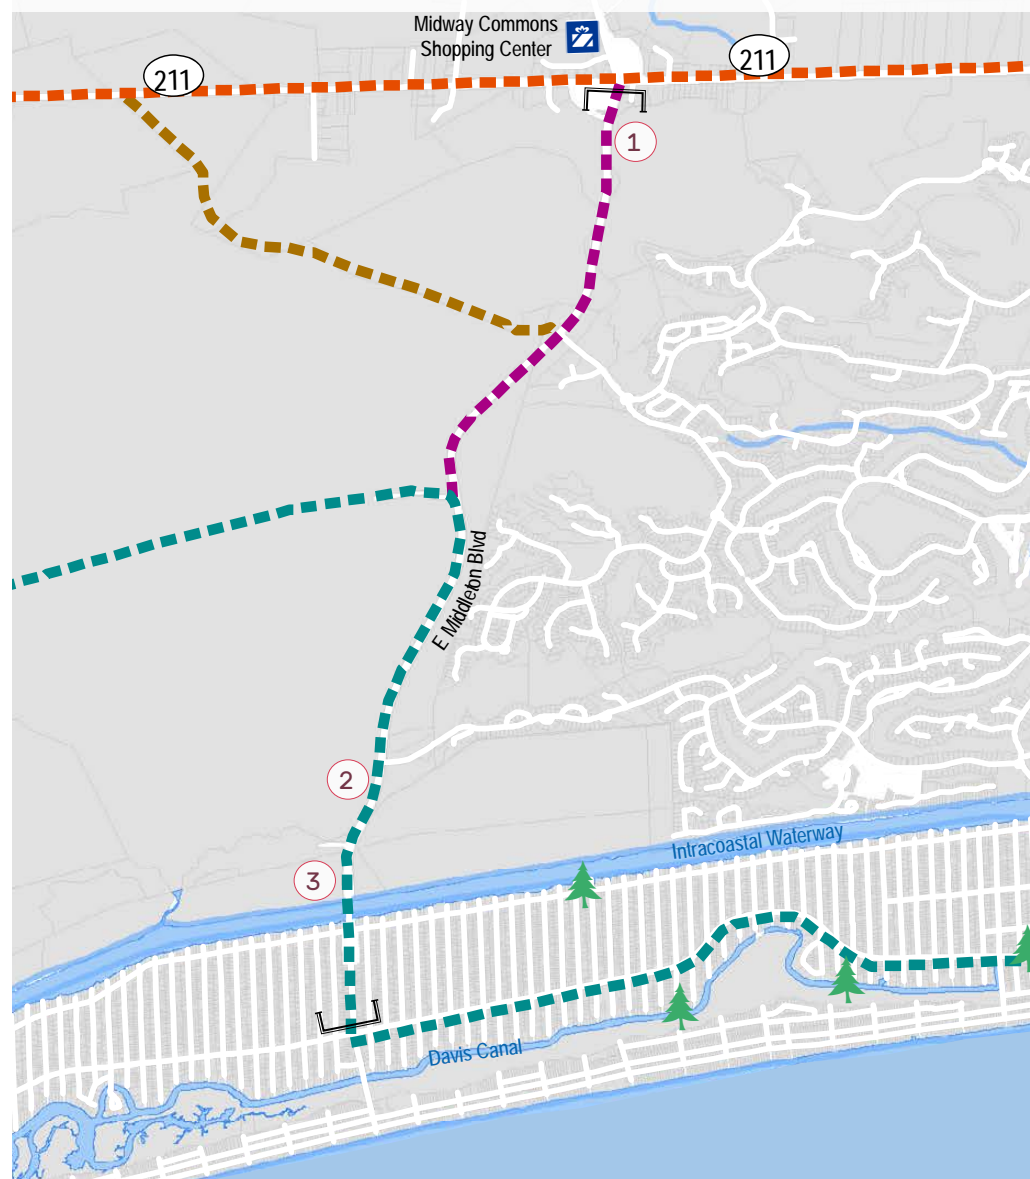 Midway Commons
Shopping Center
211
211
1
E Middleton Blvd
2
3
Intracoastal Waterway
Davis Canal